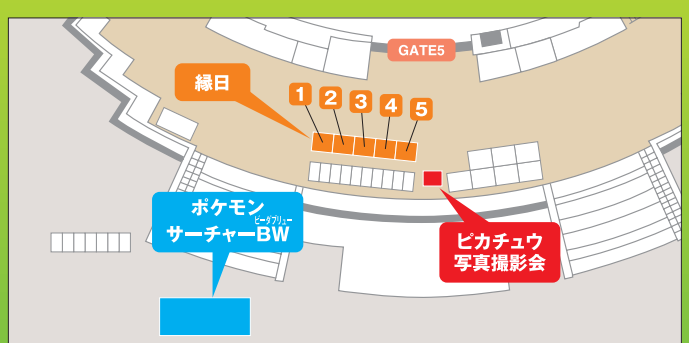 GATE5
縁日
1 2 3 4 5
ポケモン
ビーダブリュー
サーチャーBW
ピカチュウ
写真撮影会